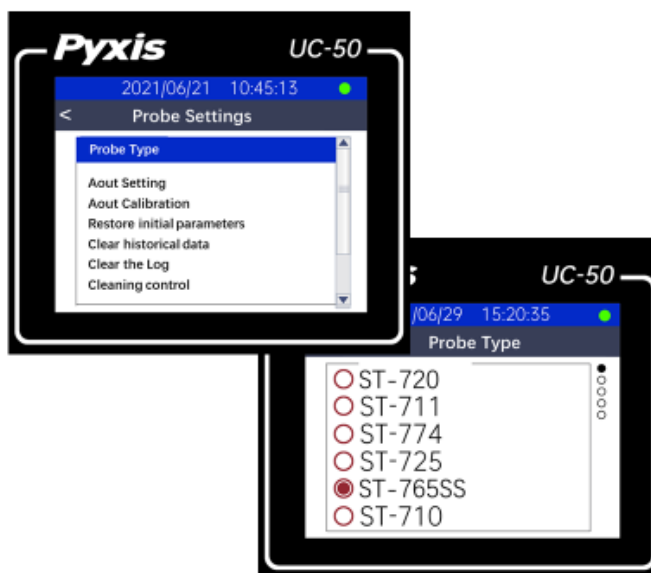 Pyxis UC-50
2021/06/21 10:45:13
< Probe Settings
Probe Type
Aout Setting
Aout Calibration
Restore initial parameters
Clear historical data
Clear the Log
Cleaning control
UC-50
/06/29 15:20:35
Probe Type
ST-720
ST-711
ST-774
ST-725
ST-765SS
ST-710